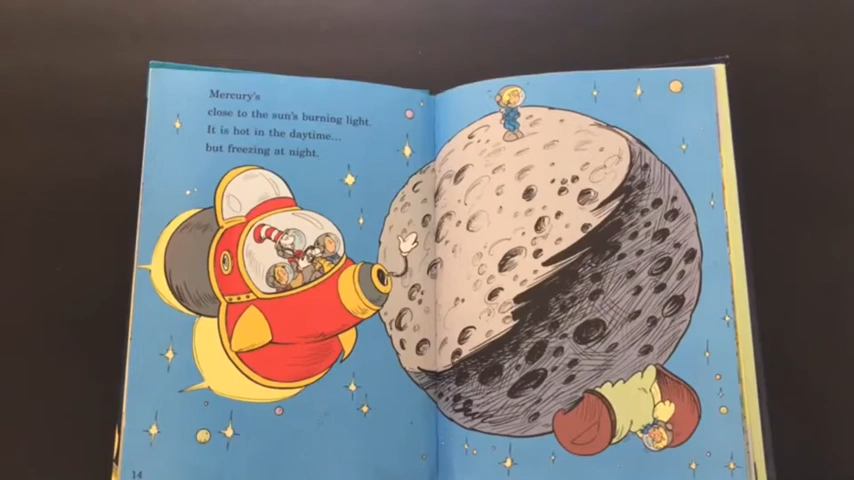 Mercury's
close to the sun's burning light.
It is hot in the daytime...
but freezing at night.
14